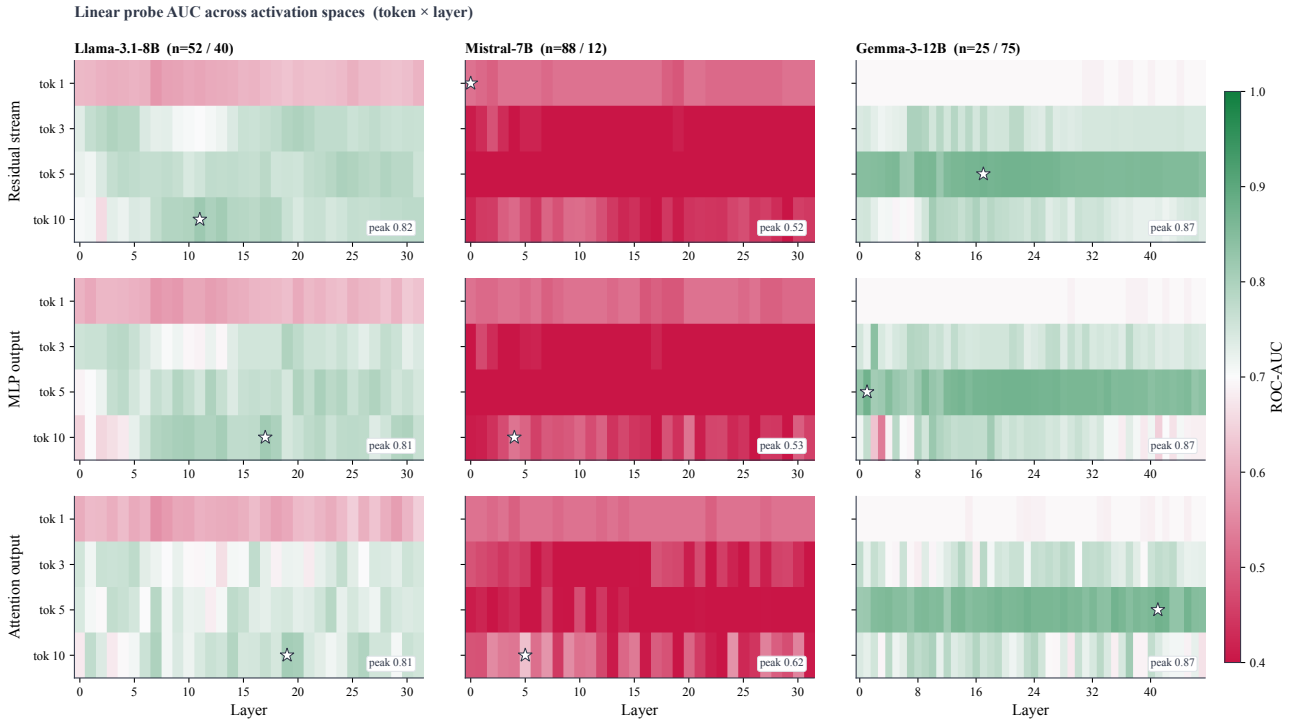 Linear probe AUC across activation spaces (token × layer)
Llama-3.1-8B (n=52 / 40)
Mistral-7B (n=88 / 12)
Gemma-3-12B (n=25 / 75)
Residual stream
tok 1
tok 3
tok 5
tok 10
peak 0.82
peak 0.52
peak 0.87
0 5 10 15 20 25 30
0 5 10 15 20 25 30
0 8 16 24 32 40
MLP output
tok 1
tok 3
tok 5
tok 10
peak 0.81
peak 0.53
peak 0.87
0 5 10 15 20 25 30
0 5 10 15 20 25 30
0 8 16 24 32 40
Attention output
tok 1
tok 3
tok 5
tok 10
peak 0.81
peak 0.62
peak 0.87
0 5 10 15 20 25 30
0 5 10 15 20 25 30
0 8 16 24 32 40
Layer
Layer
Layer
1.0
0.9
0.8
0.7
0.6
0.5
0.4
ROC-AUC